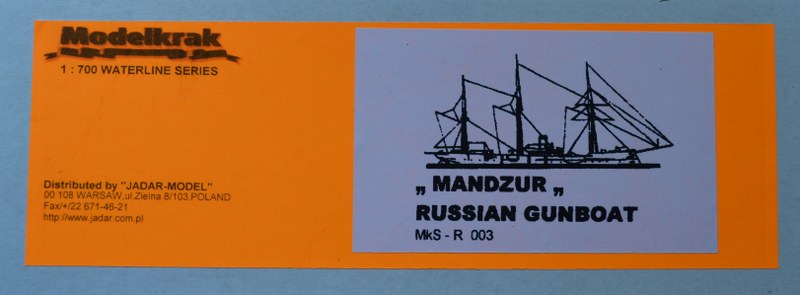 Modelkrak
1 : 700 WATERLINE SERIES
Distributed by "JADAR-MODEL"
00 108 WARSAW,ul.Zielna 8/103,POLAND
Fax/+/22 671-46-21
http://www.jadar.com.pl
„ MANDZUR „
RUSSIAN GUNBOAT
MkS - R 003